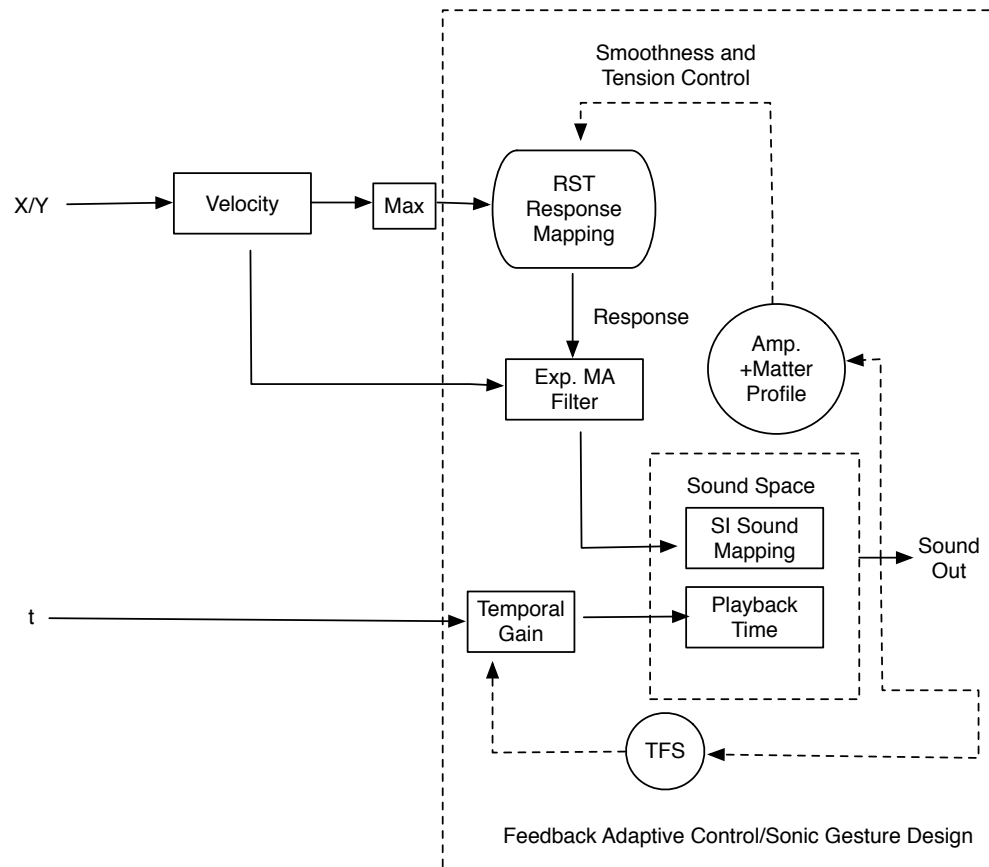 Smoothness and
Tension Control
X/Y
Velocity
Max
RST
Response
Mapping
Response
Amp.
+Matter
Profile
Exp. MA
Filter
Sound Space
SI Sound
Mapping
Sound
Out
t
Temporal
Gain
Playback
Time
TFS
Feedback Adaptive Control/Sonic Gesture Design